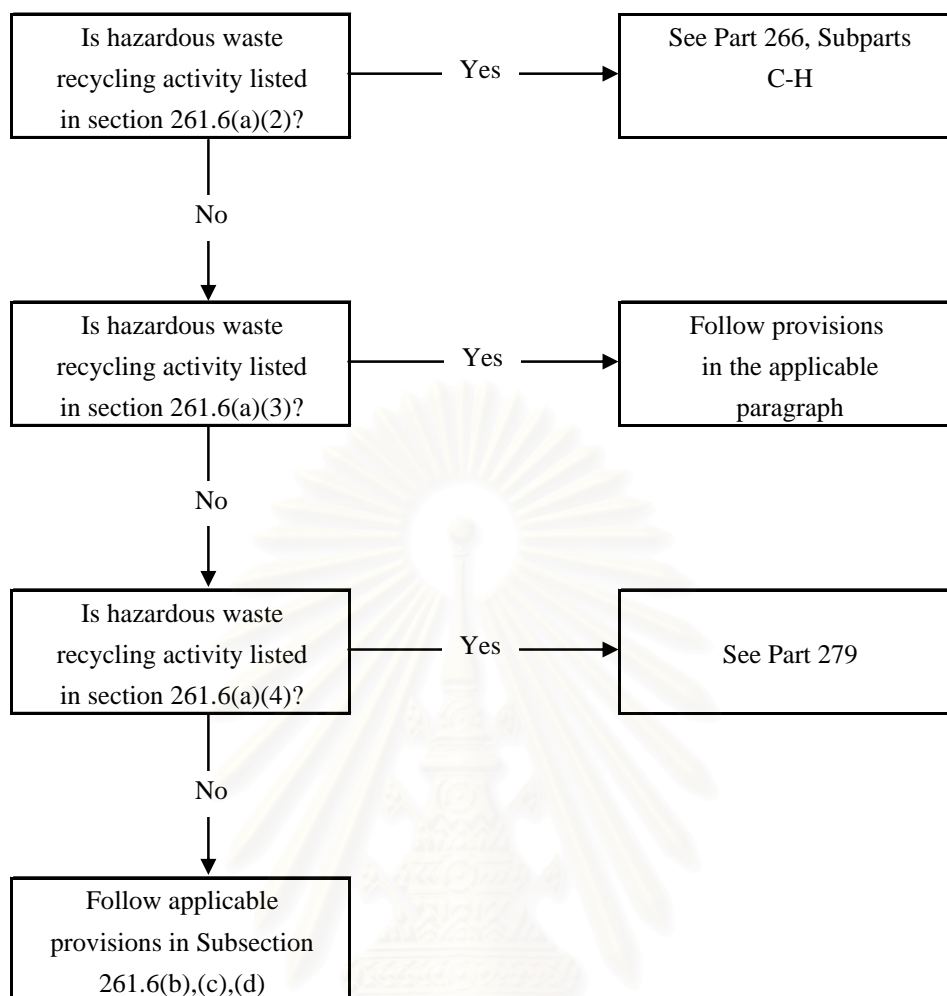 Is hazardous waste
recycling activity listed
in section 261.6(a)(2)?
Yes
See Part 266, Subparts
C-H
No
Is hazardous waste
recycling activity listed
in section 261.6(a)(3)?
Yes
Follow provisions
in the applicable
paragraph
No
Is hazardous waste
recycling activity listed
in section 261.6(a)(4)?
Yes
See Part 279
No
Follow applicable
provisions in Subsection
261.6(b),(c),(d)